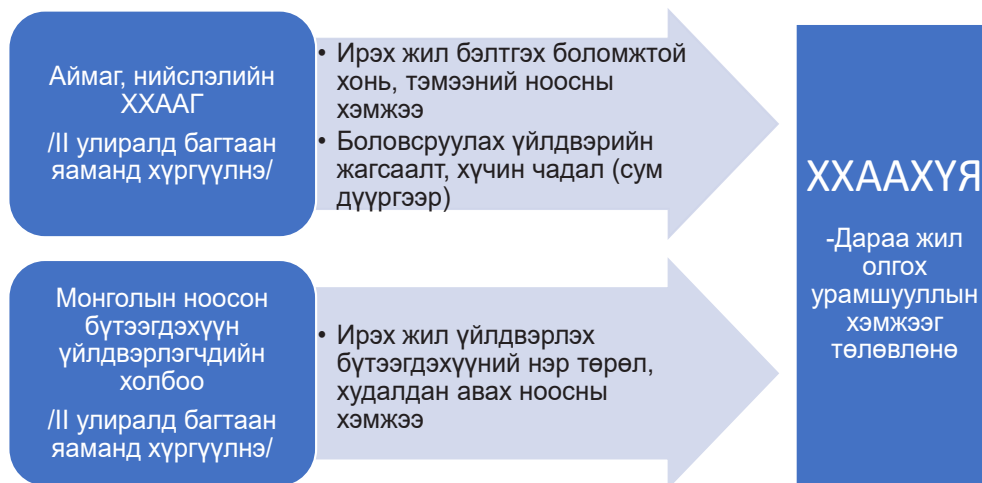 Аймаг, нийслэлийн
ХХААГ
/II улиралд багтаан
яаманд хүргүүлнэ/
• Ирэх жил бэлтгэх боломжтой
хонь, тэмээний ноосны
хэмжээ
• Боловсруулах үйлдвэрийн
жагсаалт, хүчин чадал (сум
дүүргээр)
Монголын ноосон
бүтээгдэхүүн
үйлдвэрлэгчдийн
холбоо
/II улиралд багтаан
яаманд хүргүүлнэ/
• Ирэх жил үйлдвэрлэх
бүтээгдэхүүний нэр төрөл,
худалдан авах ноосны
хэмжээ
ХХААХҮЯ
-Дараа жил
олгох
урамшууллын
хэмжээг
төлөвлөнө